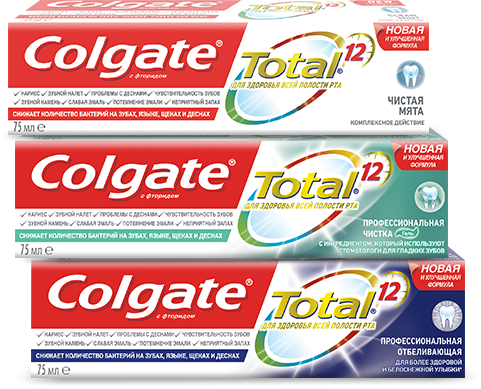 Colgate®
с фторидом
Total 12
ДЛЯ ЗДОРОВЬЯ ВСЕЙ ПОЛОСТИ РТА
НОВАЯ
И УЛУЧШЕННАЯ
ФОРМУЛА
✓ КАРИЕС ✓ ЗУБНОЙ НАЛЕТ ✓ ПРОБЛЕМЫ С ДЕСНАМИ ✓ ЧУВСТВИТЕЛЬНОСТЬ ЗУБОВ
✓ ЗУБНОЙ КАМЕНЬ ✓ СЛАБАЯ ЭМАЛЬ ✓ ПОТЕМНЕНИЕ ЭМАЛИ ✓ НЕПРИЯТНЫЙ ЗАПАХ
СНИЖАЕТ КОЛИЧЕСТВО БАКТЕРИЙ НА ЗУБАХ, ЯЗЫКЕ, ЩЕКАХ И ДЕСНАХ
75 мл e
ЧИСТАЯ
МЯТА
КОМПЛЕКСНОЕ ДЕЙСТВИЕ
Colgate®
с фторидом
Total 12
ДЛЯ ЗДОРОВЬЯ ВСЕЙ ПОЛОСТИ РТА
НОВАЯ
И УЛУЧШЕННАЯ
ФОРМУЛА
✓ КАРИЕС ✓ ЗУБНОЙ НАЛЕТ ✓ ПРОБЛЕМЫ С ДЕСНАМИ ✓ ЧУВСТВИТЕЛЬНОСТЬ ЗУБОВ
✓ ЗУБНОЙ КАМЕНЬ ✓ СЛАБАЯ ЭМАЛЬ ✓ ПОТЕМНЕНИЕ ЭМАЛИ ✓ НЕПРИЯТНЫЙ ЗАПАХ
СНИЖАЕТ КОЛИЧЕСТВО БАКТЕРИЙ НА ЗУБАХ, ЯЗЫКЕ, ЩЕКАХ И ДЕСНАХ
75 мл e
ПРОФЕССИОНАЛЬНАЯ
ЧИСТКА Гель
С ИНГРЕДИЕНТОМ, КОТОРЫЙ ИСПОЛЬЗУЮТ
СТОМАТОЛОГИ ДЛЯ ГЛАДКИХ ЗУБОВ
Colgate®
с фторидом
Total 12
ДЛЯ ЗДОРОВЬЯ ВСЕЙ ПОЛОСТИ РТА
НОВАЯ
И УЛУЧШЕННАЯ
ФОРМУЛА
✓ КАРИЕС ✓ ЗУБНОЙ НАЛЕТ ✓ ПРОБЛЕМЫ С ДЕСНАМИ ✓ ЧУВСТВИТЕЛЬНОСТЬ ЗУБОВ
✓ ЗУБНОЙ КАМЕНЬ ✓ СЛАБАЯ ЭМАЛЬ ✓ ПОТЕМНЕНИЕ ЭМАЛИ ✓ НЕПРИЯТНЫЙ ЗАПАХ
СНИЖАЕТ КОЛИЧЕСТВО БАКТЕРИЙ НА ЗУБАХ, ЯЗЫКЕ, ЩЕКАХ И ДЕСНАХ
75 мл e
ПРОФЕССИОНАЛЬНАЯ
ОТБЕЛИВАЮЩАЯ
ДЛЯ БОЛЕЕ ЗДОРОВОЙ
И БЕЛОСНЕЖНОЙ УЛЫБКИ*